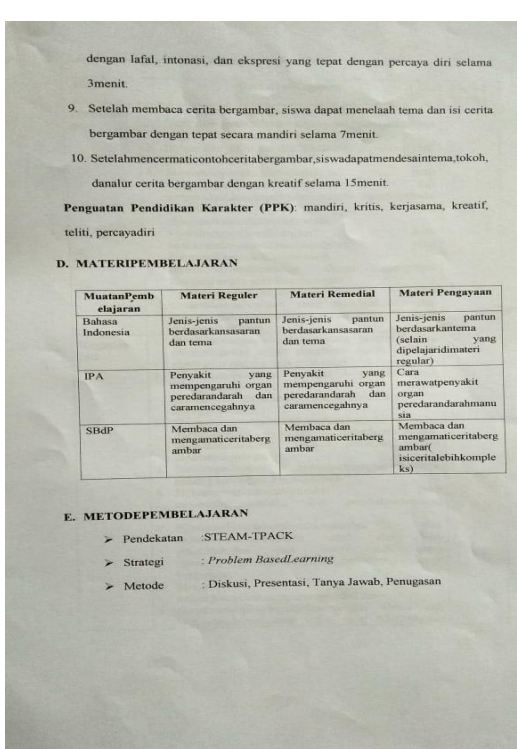 dengan lafal, intonasi, dan ekspresi yang tepat dengan percaya diri selama
3menit.
9. Setelah membaca cerita bergambar, siswa dapat menelaah tema dan isi cerita
bergambar dengan tepat secara mandiri selama 7menit.
10. Setelahmencermaticontohceritabergambar,siswadapatmendesaintema,tokoh,
danalur cerita bergambar dengan kreatif selama 15menit.
Penguatan Pendidikan Karakter (PPK): mandiri, kritis, kerjasama, kreatif,
teliti, percayadiri
D. MATERIPEMBELAJARAN
MuatanPemb
elajaran
Materi Reguler
Materi Remedial
Materi Pengayaan
Bahasa
Indonesia
Jenis-jenis pantun
berdasarkansasaran
dan tema
Jenis-jenis pantun
berdasarkansasaran
dan tema
Jenis-jenis pantun
berdasarkantema
(selain yang
dipelajaridimateri
regular)
IPA
Penyakit yang
mempengaruhi organ
peredarandarah dan
caramencegahnya
Penyakit yang
mempengaruhi organ
peredarandarah dan
caramencegahnya
Cara
merawatpenyakit
organ
peredarandarahmanu
sia
SBdP
Membaca dan
mengamaticeritaberg
ambar
Membaca dan
mengamaticeritaberg
ambar
Membaca dan
mengamaticeritaberg
ambar(
isiceritalebihkomple
ks)
E. METODEPEMBELAJARAN
➢ Pendekatan :STEAM-TPACK
➢ Strategi : Problem BasedLearning
➢ Metode : Diskusi, Presentasi, Tanya Jawab, Penugasan